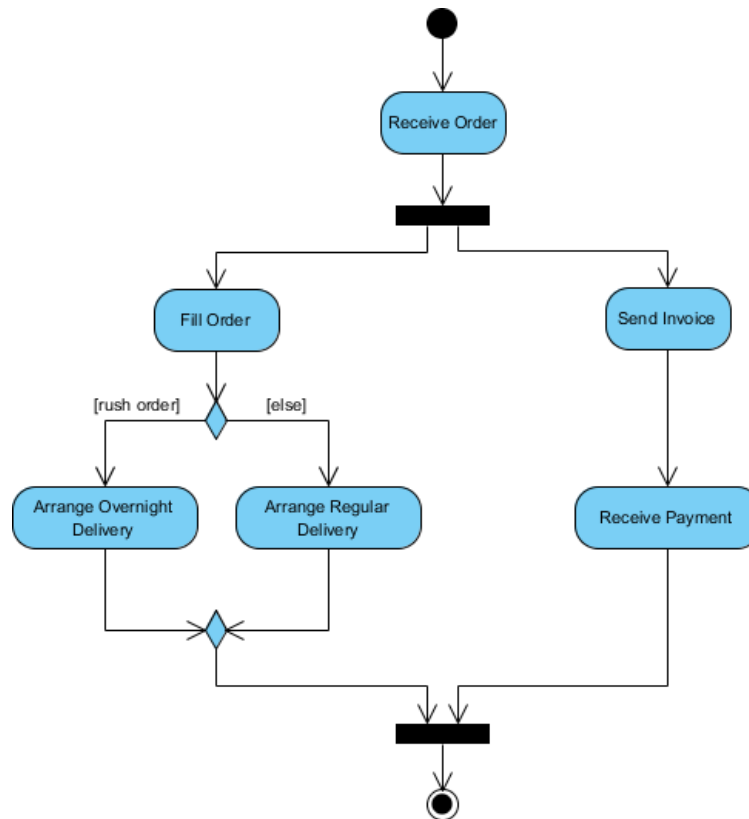 Receive Order
Fill Order
Send Invoice
[rush order]
[else]
Arrange Overnight
Delivery
Arrange Regular
Delivery
Receive Payment